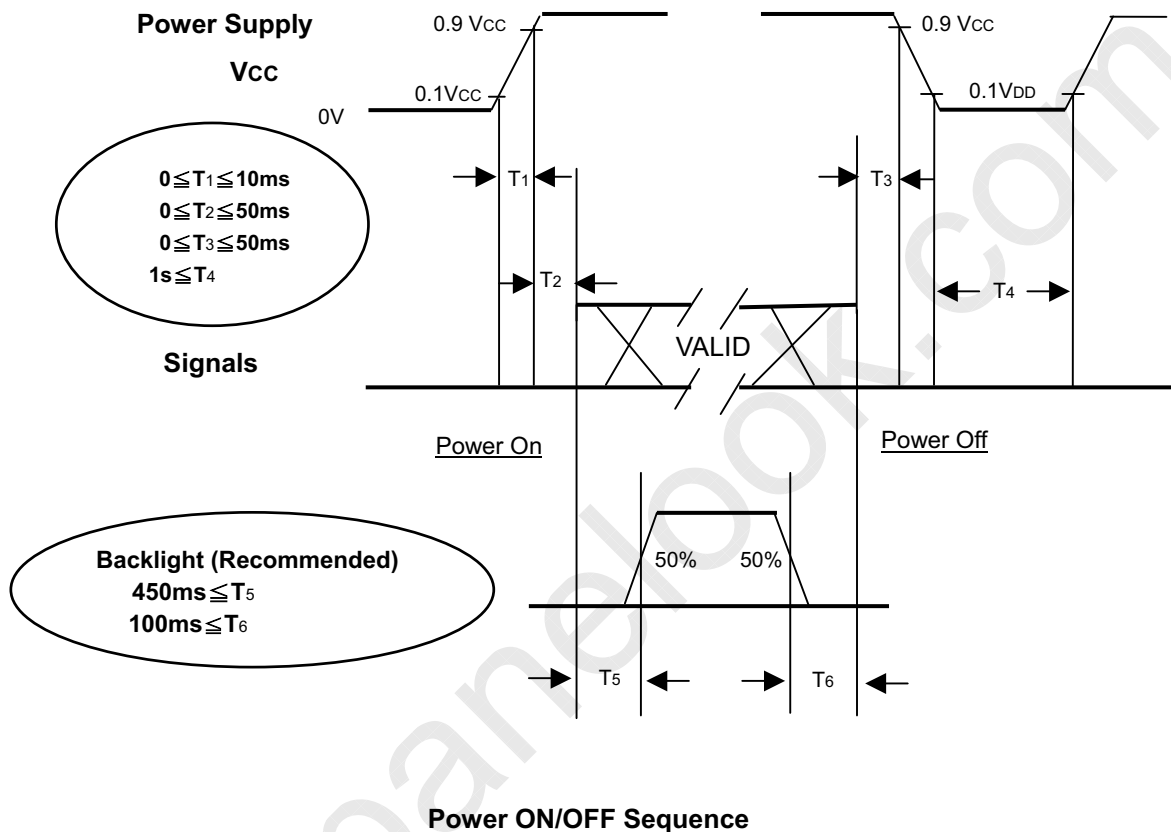 Power Supply
VCC
0.9 VCC
0.1VCC
0V
0.9 VCC
0.1VDD
0≦T1≦10ms
0≦T2≦50ms
0≦T3≦50ms
1s≦T4
T1
T3
T2
T4
Signals
VALID
Power On
Power Off
Backlight (Recommended)
450ms≦T5
100ms≦T6
50%
50%
T5
T6
Power ON/OFF Sequence
panelook.com